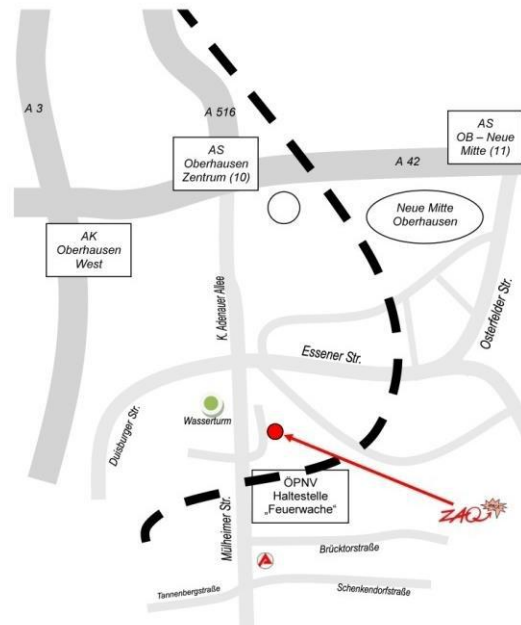 A 3
A 516
AS
OB – Neue
Mitte (11)
AS
Oberhausen
Zentrum (10)
A 42
Neue Mitte
Oberhausen
AK
Oberhausen
West
K. Adenauer Allee
Osterfelder Str.
Essener Str.
Duisburger Str.
Wasserturm
ÖPNV
Haltestelle
„Feuerwache“
ZAQ
Mülheimer Str.
Brücktorstraße
Tannenbergstraße
Schenkendorfstraße